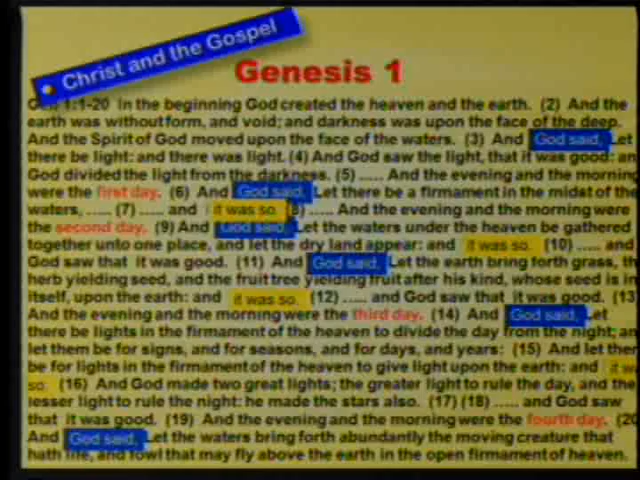 • Christ and the Gospel
Genesis 1
Gen 1:1-20 In the beginning God created the heaven and the earth. (2) And the
earth was without form, and void; and darkness was upon the face of the deep.
And the Spirit of God moved upon the face of the waters. (3) And God said, Let
there be light: and there was light. (4) And God saw the light, that it was good: and
God divided the light from the darkness. (5) ..... And the evening and the morning
were the first day. (6) And God said, Let there be a firmament in the midst of the
waters, ..... (7) ..... and it was so. (8) ..... And the evening and the morning were
the second day. (9) And God said, Let the waters under the heaven be gathered
together unto one place, and let the dry land appear: and it was so. (10) ..... and
God saw that it was good. (11) And God said, Let the earth bring forth grass, th
herb yielding seed, and the fruit tree yielding fruit after his kind, whose seed is in
itself, upon the earth: and it was so. (12) ..... and God saw that it was good. (13
And the evening and the morning were the third day. (14) And God said, Let
there be lights in the firmament of the heaven to divide the day from the night; an
let them be for signs, and for seasons, and for days, and years: (15) And let them
be for lights in the firmament of the heaven to give light upon the earth: and it wa
so. (16) And God made two great lights; the greater light to rule the day, and the
lesser light to rule the night: he made the stars also. (17) (18) ..... and God saw
that it was good. (19) And the evening and the morning were the fourth day. (20
And God said, Let the waters bring forth abundantly the moving creature that
hath life, and fowl that may fly above the earth in the open firmament of heaven.